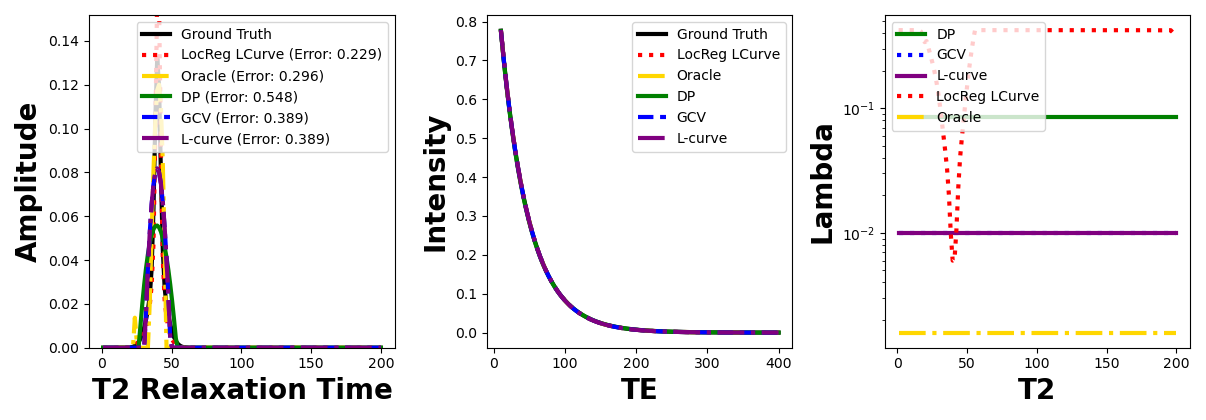 0.14
0.12
0.10
0.08
0.06
0.04
0.02
0.00
Amplitude
Ground Truth
LocReg LCurve (Error: 0.229)
Oracle (Error: 0.296)
DP (Error: 0.548)
GCV (Error: 0.389)
L-curve (Error: 0.389)
0 50 100 150 200
T2 Relaxation Time
0.8
0.7
0.6
0.5
0.4
0.3
0.2
0.1
0.0
Intensity
Ground Truth
LocReg LCurve
Oracle
DP
GCV
L-curve
0 100 200 300 400
TE
10⁻¹
10⁻²
Lambda
DP
GCV
L-curve
LocReg LCurve
Oracle
0 50 100 150 200
T2